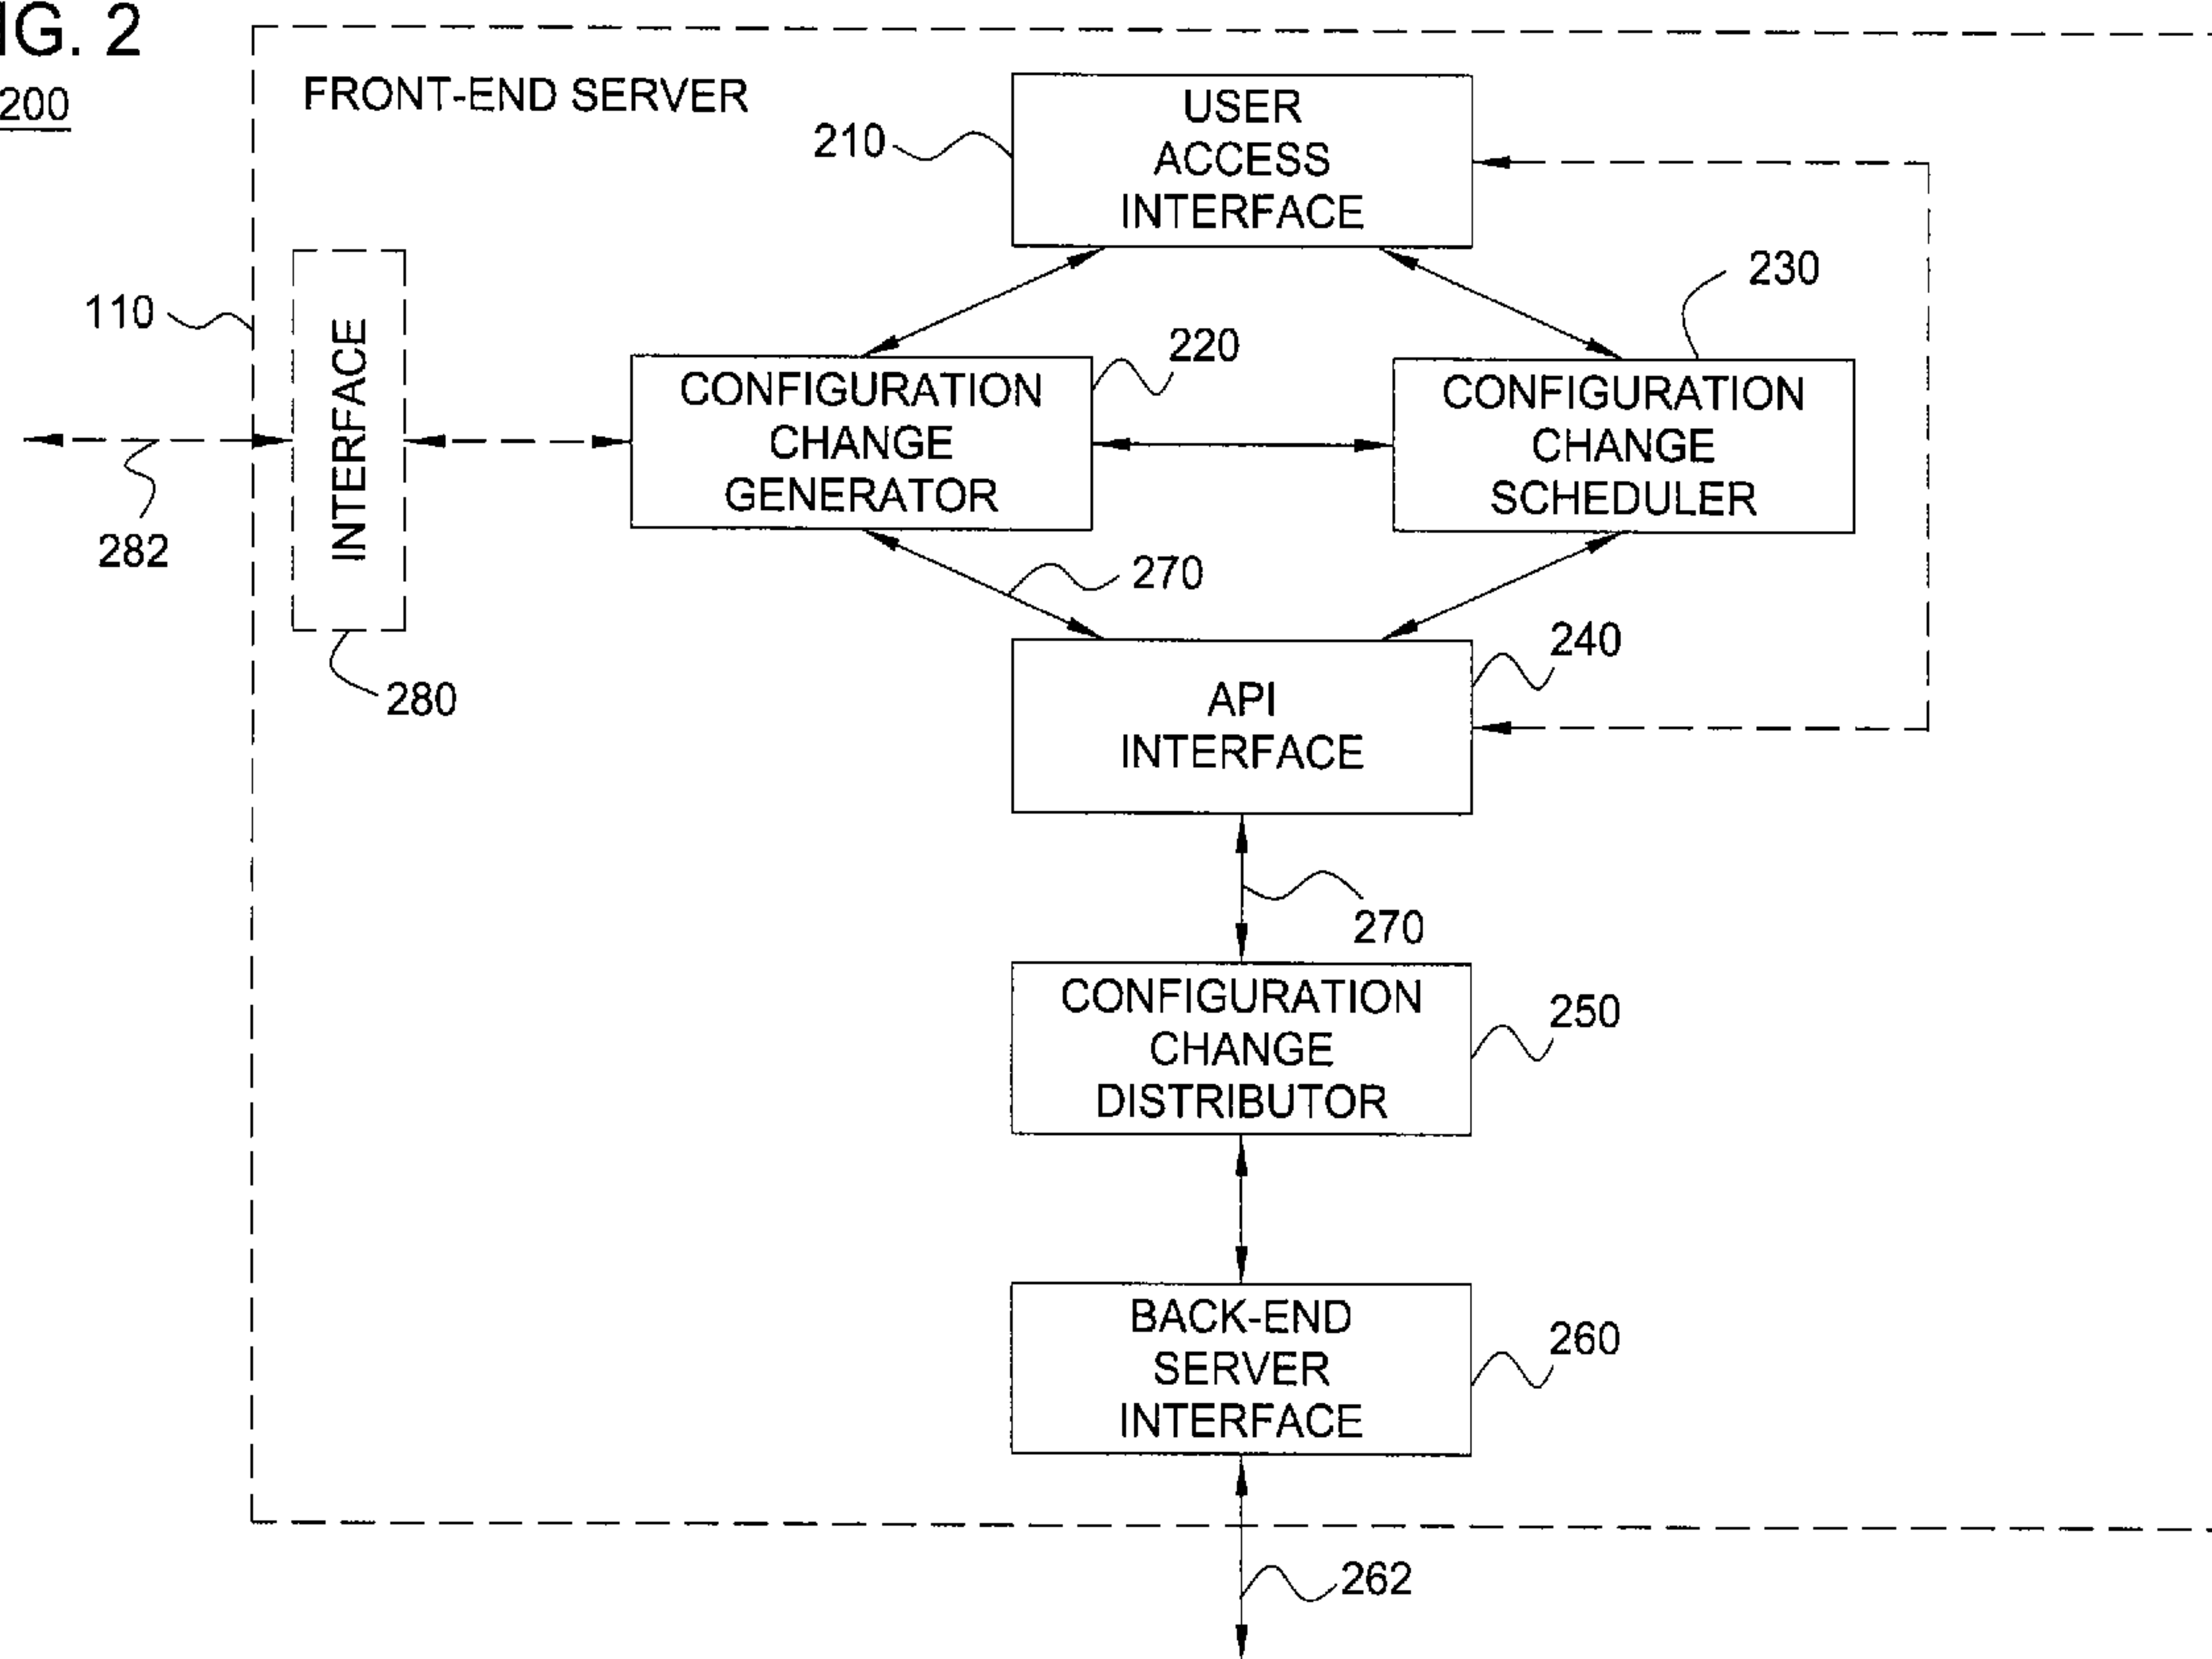 IG. 2
200
FRONT-END SERVER
USER
ACCESS
INTERFACE
210
230
110
INTERFACE
220
CONFIGURATION
CHANGE
GENERATOR
CONFIGURATION
CHANGE
SCHEDULER
282
270
240
280
API
INTERFACE
270
CONFIGURATION
CHANGE
DISTRIBUTOR
250
BACK-END
SERVER
INTERFACE
260
262